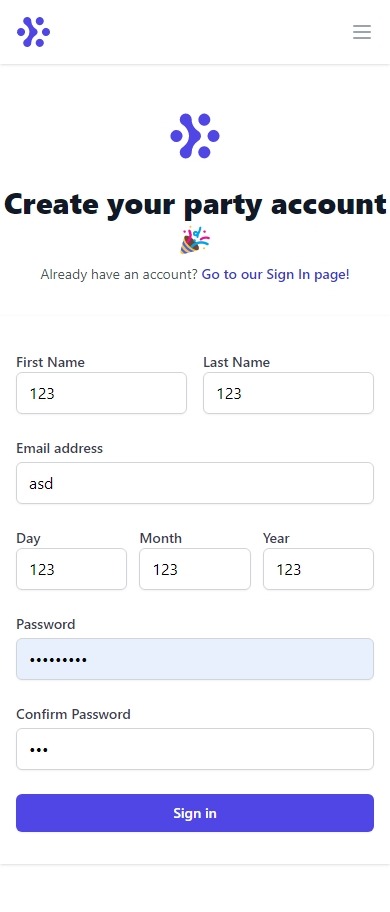 Create your party account
🎉
Already have an account? Go to our Sign In page!
First Name Last Name
123 123
Email address
asd
Day Month Year
123 123 123
Password
•••••••••
Confirm Password
•••
Sign in